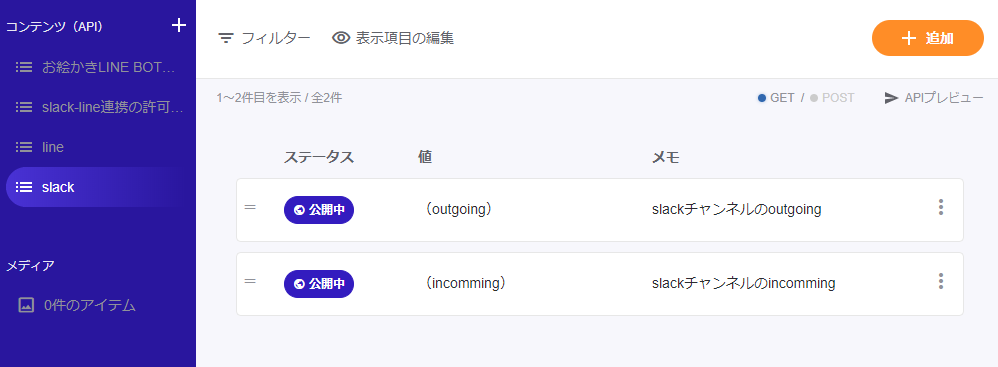 コンテンツ（API）
お絵かきLINE BOT…
slack-line連携の許可…
line
slack
メディア
0件のアイテム
フィルター 表示項目の編集 追加
1〜2件目を表示 / 全2件 GET / POST APIプレビュー
ステータス 値 メモ
公開中 （outgoing） slackチャンネルのoutgoing
公開中 （incomming） slackチャンネルのincomming